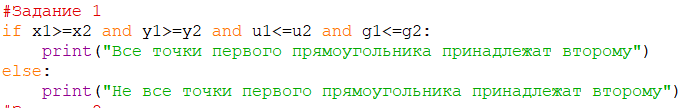 #Задание 1
if x1>=x2 and y1>=y2 and u1<=u2 and g1<=g2:
    print("Все точки первого прямоугольника принадлежат второму")
else:
    print("Не все точки первого прямоугольника принадлежат второму")